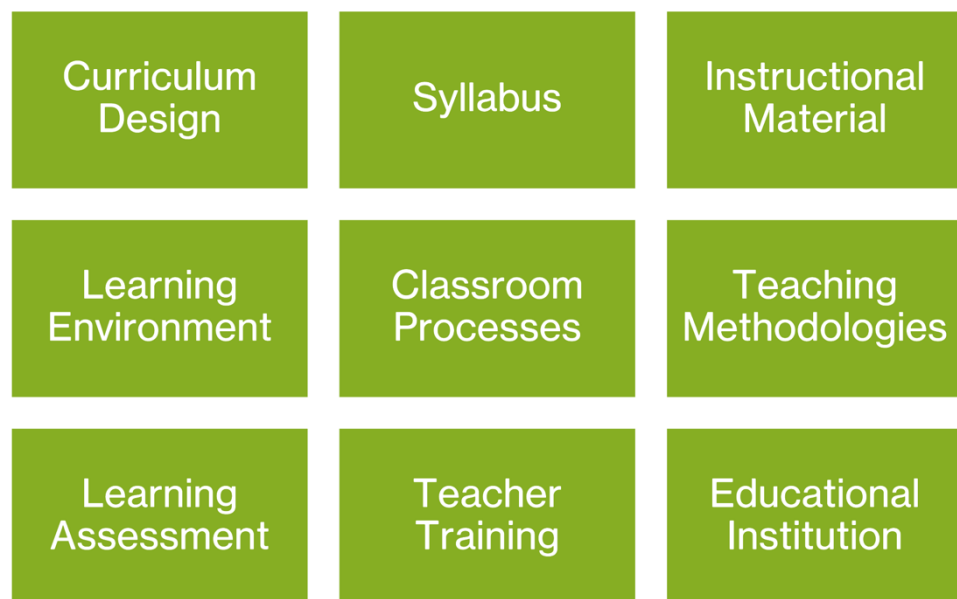 Curriculum
Design
Syllabus
Instructional
Material
Learning
Environment
Classroom
Processes
Teaching
Methodologies
Learning
Assessment
Teacher
Training
Educational
Institution